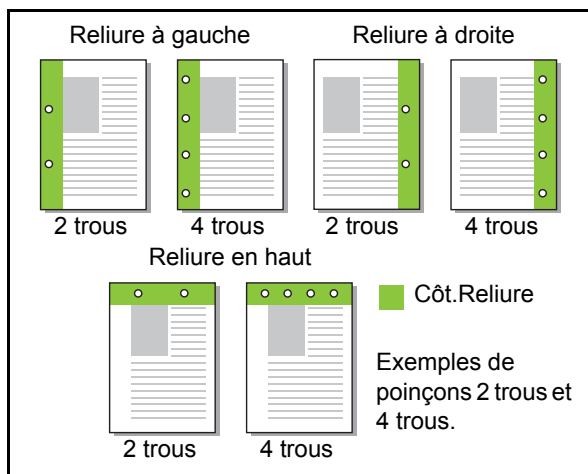 Reliure à gauche
Reliure à droite
2 trous
4 trous
2 trous
4 trous
Reliure en haut
Côt.Reliure
Exemples de
poinçons 2 trous et
4 trous.
2 trous
4 trous